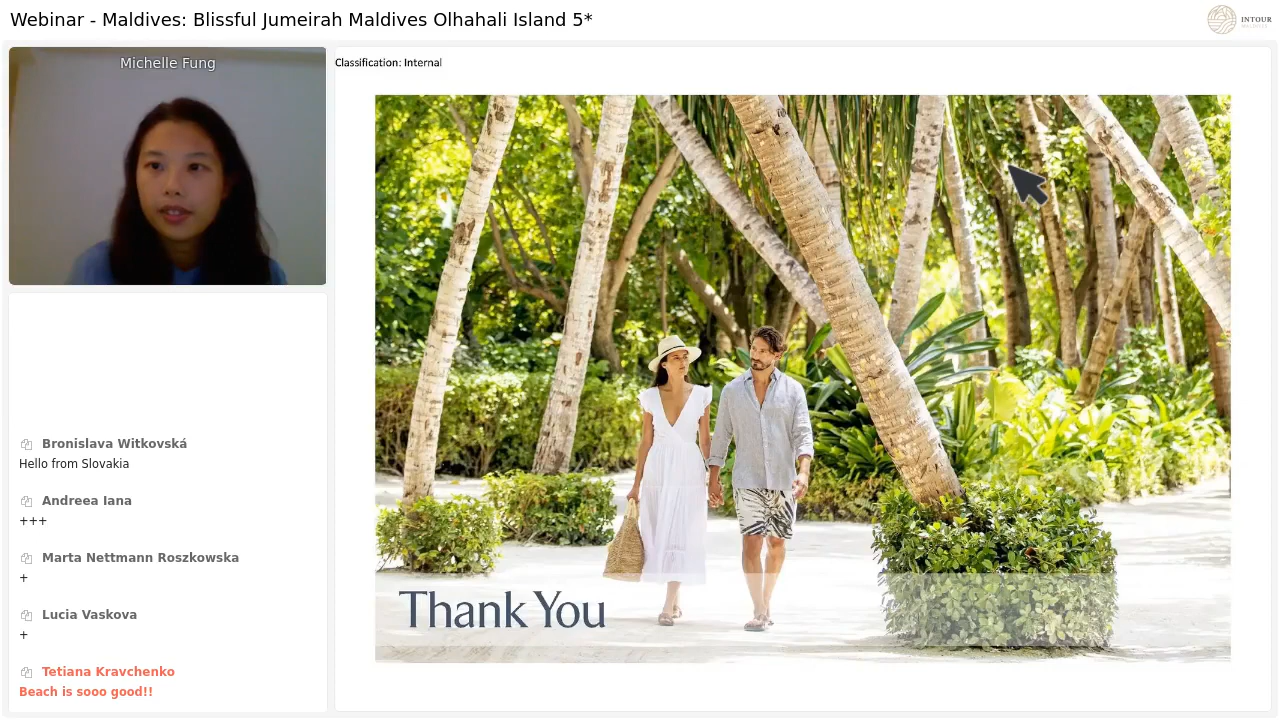 Webinar - Maldives: Blissful Jumeirah Maldives Olhahali Island 5*
INTOUR
MALDIVES
Michelle Fung
Classification: Internal
Bronislava Witkovská
Hello from Slovakia
Andreea Iana
+++
Marta Nettmann Roszkowska
+
Lucia Vaskova
+
Tetiana Kravchenko
Beach is sooo good!!
Thank You